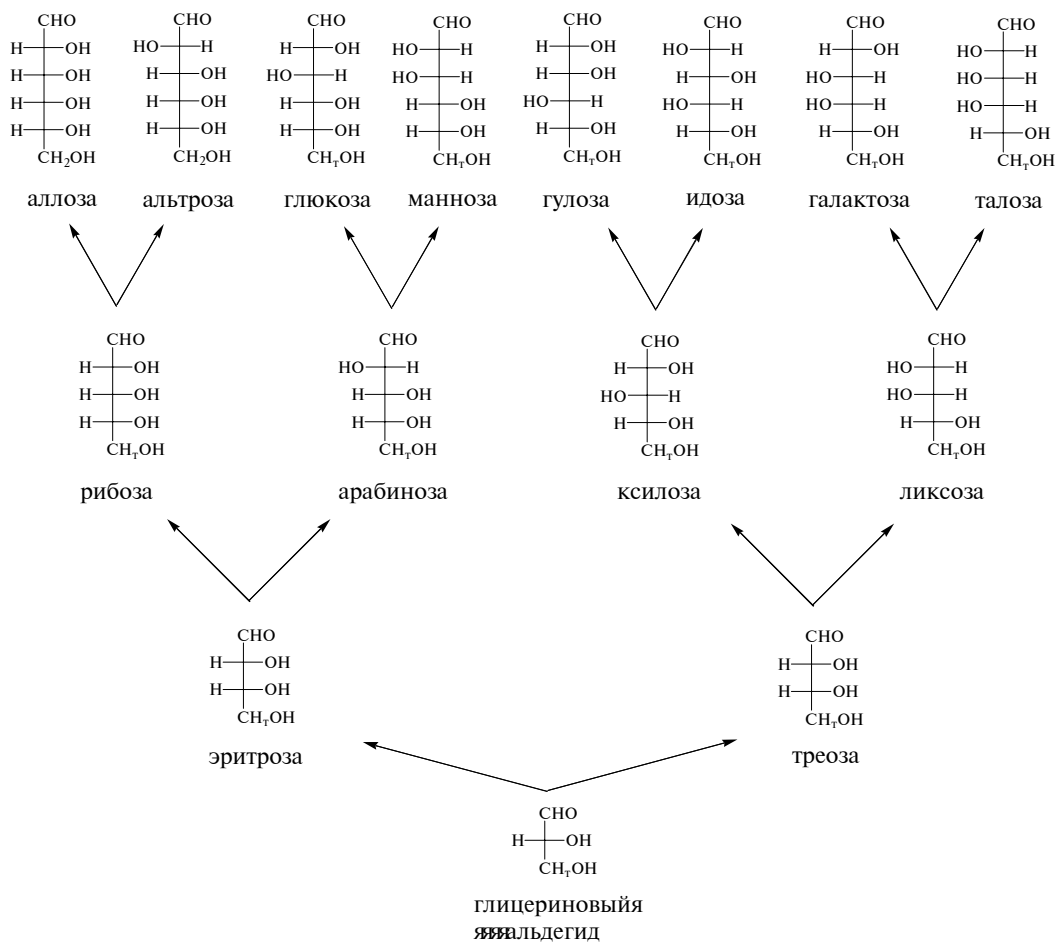 CHO
H OH
H OH
H OH
H OH
CH₂OH
аллоза
CHO
HO H
H OH
H OH
H OH
CH₂OH
альтроза
CHO
H OH
HO H
H OH
H OH
CHтOH
глюкоза
CHO
HO H
HO H
H OH
H OH
CHтOH
манноза
CHO
H OH
H OH
HO H
H OH
CHтOH
гулоза
CHO
HO H
H OH
HO H
H OH
CHтOH
идоза
CHO
H OH
HO H
HO H
H OH
CHтOH
галактоза
CHO
HO H
HO H
HO H
H OH
CHтOH
талоза
CHO
H OH
H OH
H OH
CHтOH
рибоза
CHO
HO H
H OH
H OH
CHтOH
арабиноза
CHO
H OH
HO H
H OH
CHтOH
ксилоза
CHO
HO H
HO H
H OH
CHтOH
ликсоза
CHO
H OH
H OH
CHтOH
эритроза
CHO
H OH
H OH
CHтOH
треоза
CHO
H OH
CHтOH
глицериновыйя
яяяальдегид